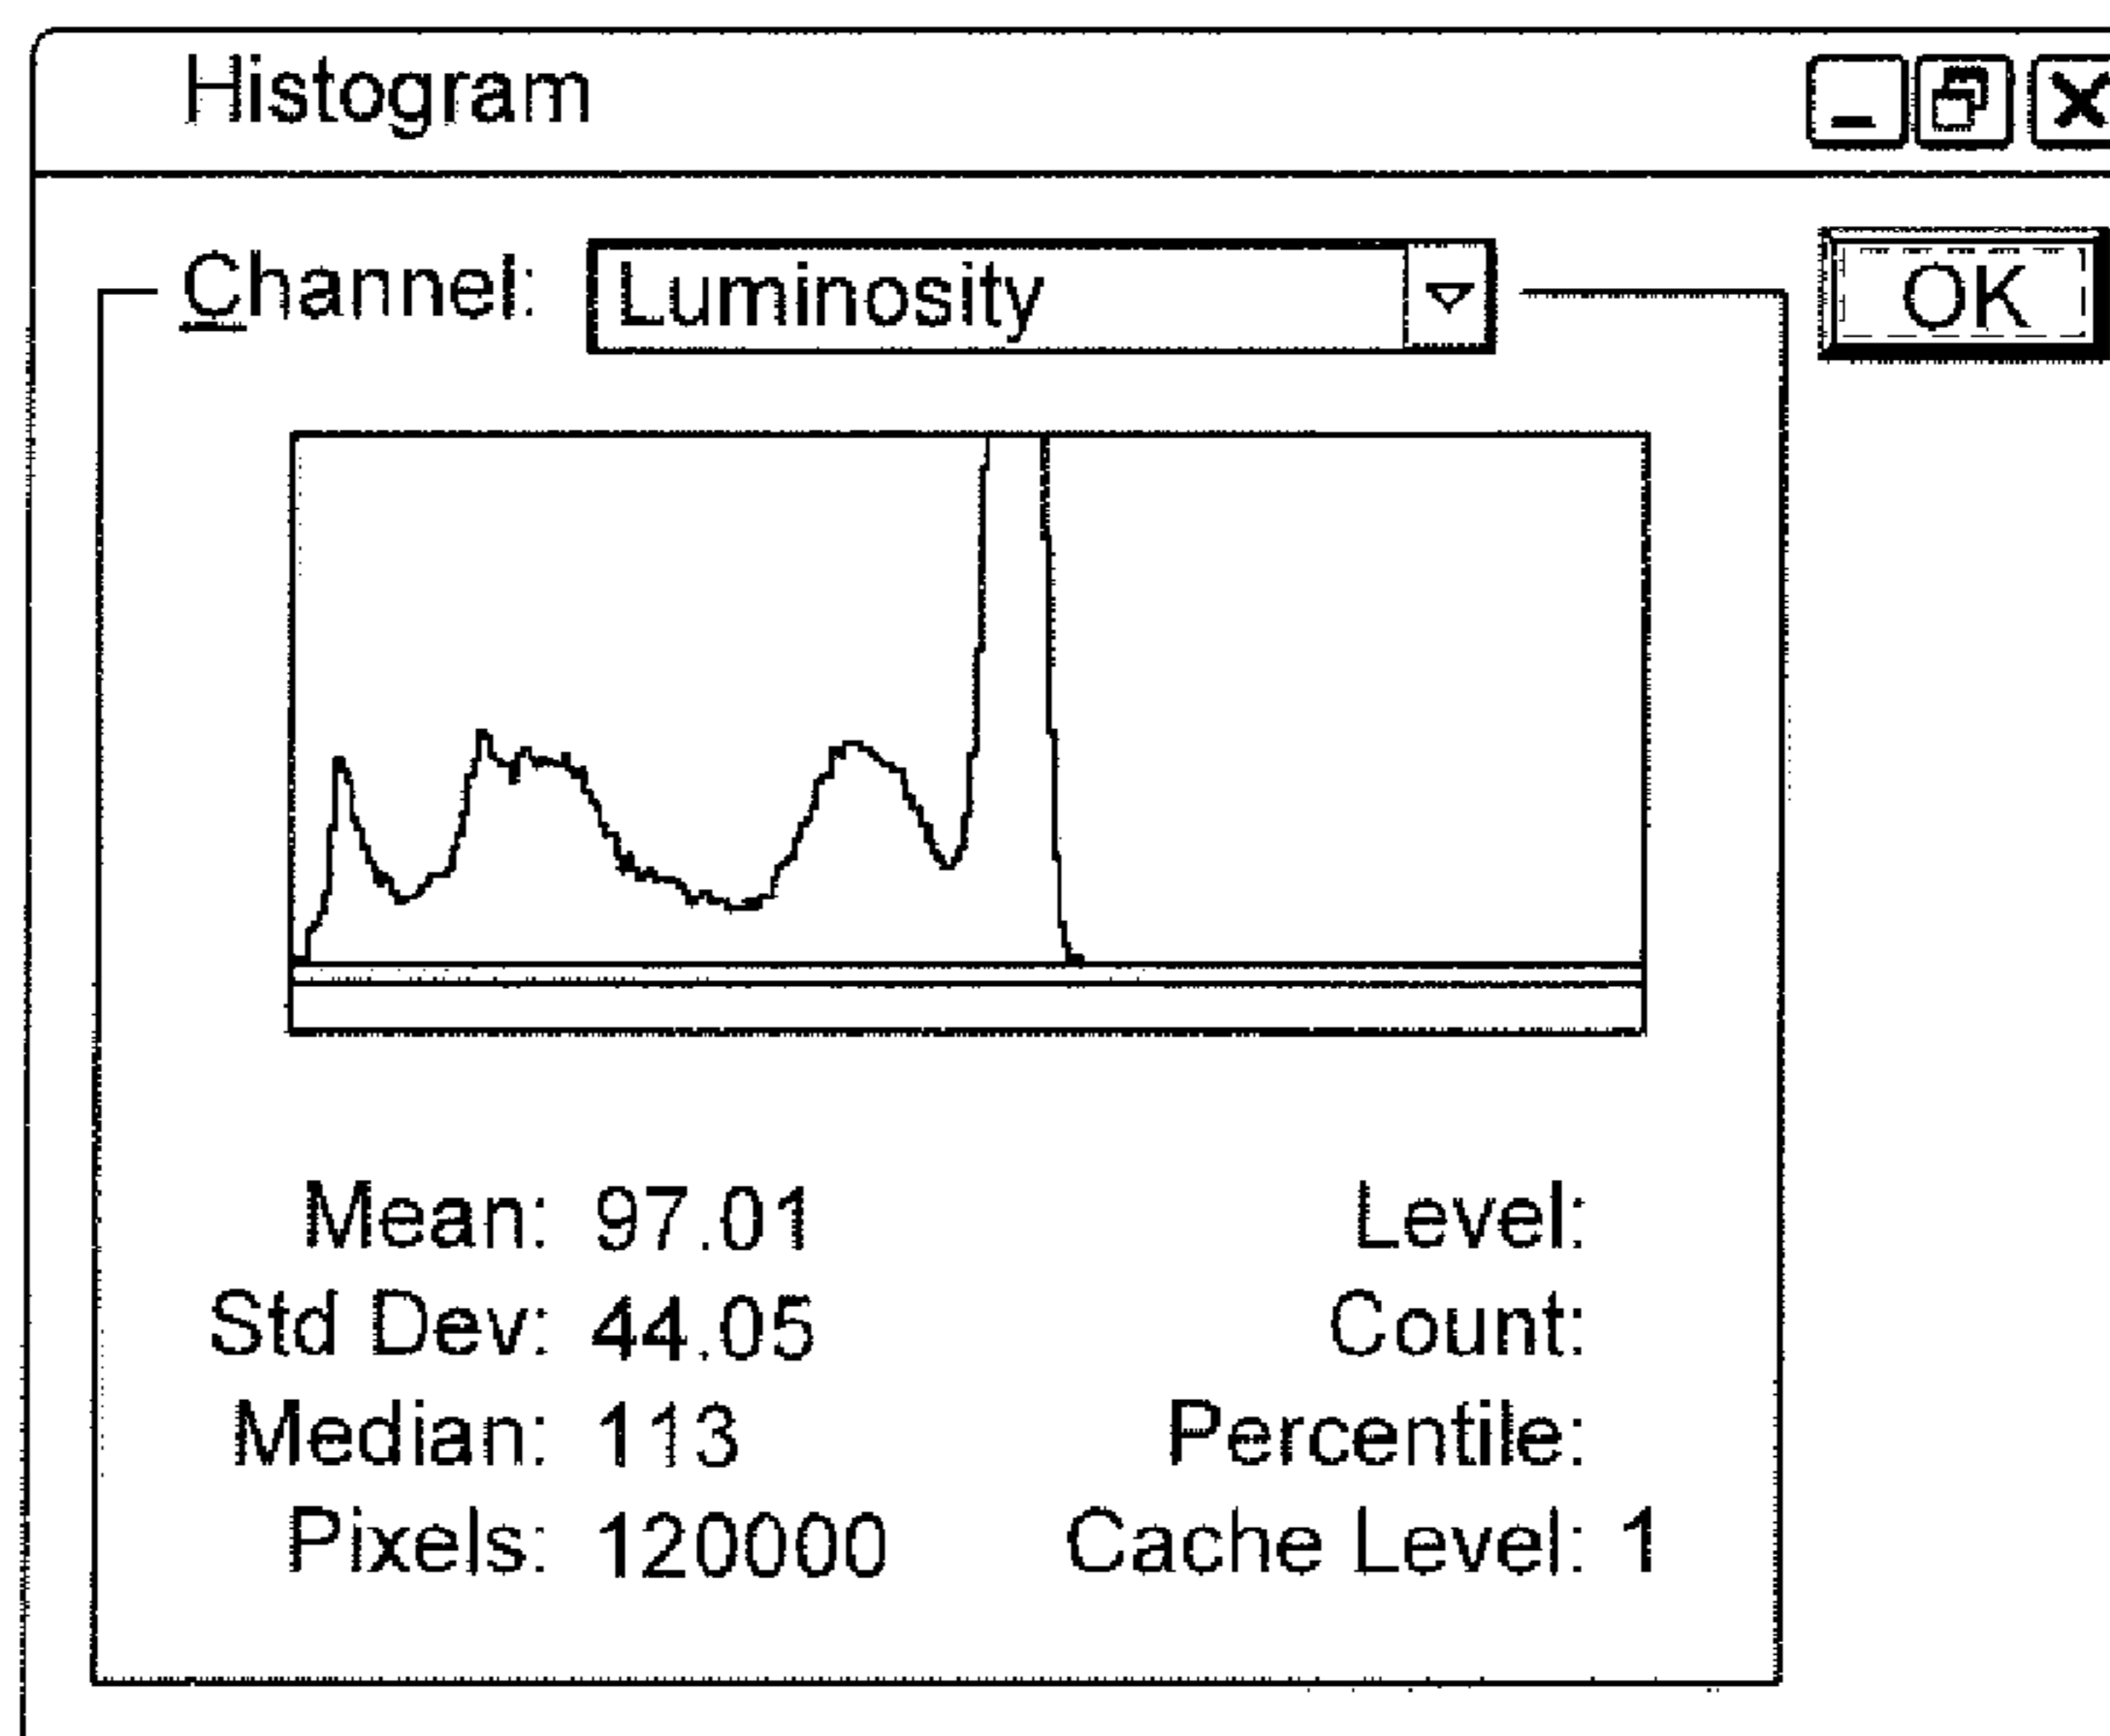 Histogram
Channel: Luminosity
OK
Mean: 97.01 Level:
Std Dev: 44.05 Count:
Median: 113 Percentile:
Pixels: 120000 Cache Level: 1